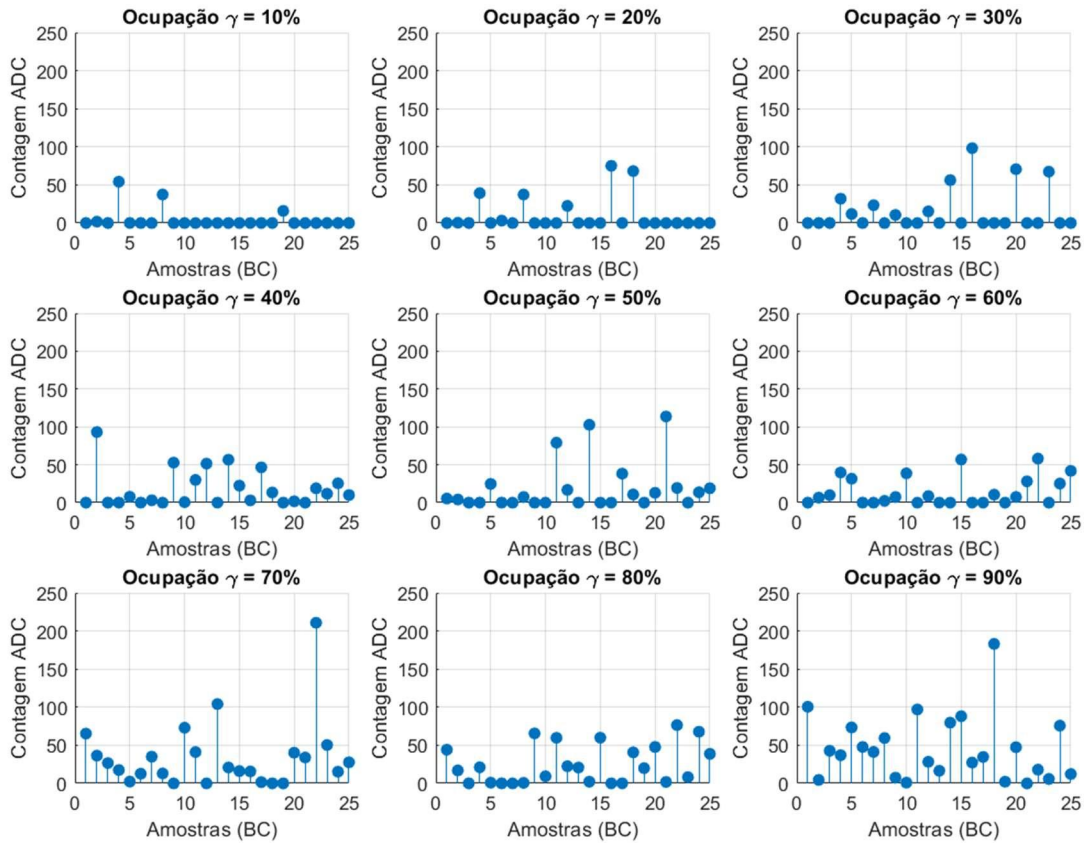 Ocupação γ = 10%
Contagem ADC
250
200
150
100
50
0
0 5 10 15 20 25
Amostras (BC)
Ocupação γ = 20%
Contagem ADC
250
200
150
100
50
0
0 5 10 15 20 25
Amostras (BC)
Ocupação γ = 30%
Contagem ADC
250
200
150
100
50
0
0 5 10 15 20 25
Amostras (BC)
Ocupação γ = 40%
Contagem ADC
250
200
150
100
50
0
0 5 10 15 20 25
Amostras (BC)
Ocupação γ = 50%
Contagem ADC
250
200
150
100
50
0
0 5 10 15 20 25
Amostras (BC)
Ocupação γ = 60%
Contagem ADC
250
200
150
100
50
0
0 5 10 15 20 25
Amostras (BC)
Ocupação γ = 70%
Contagem ADC
250
200
150
100
50
0
0 5 10 15 20 25
Amostras (BC)
Ocupação γ = 80%
Contagem ADC
250
200
150
100
50
0
0 5 10 15 20 25
Amostras (BC)
Ocupação γ = 90%
Contagem ADC
250
200
150
100
50
0
0 5 10 15 20 25
Amostras (BC)